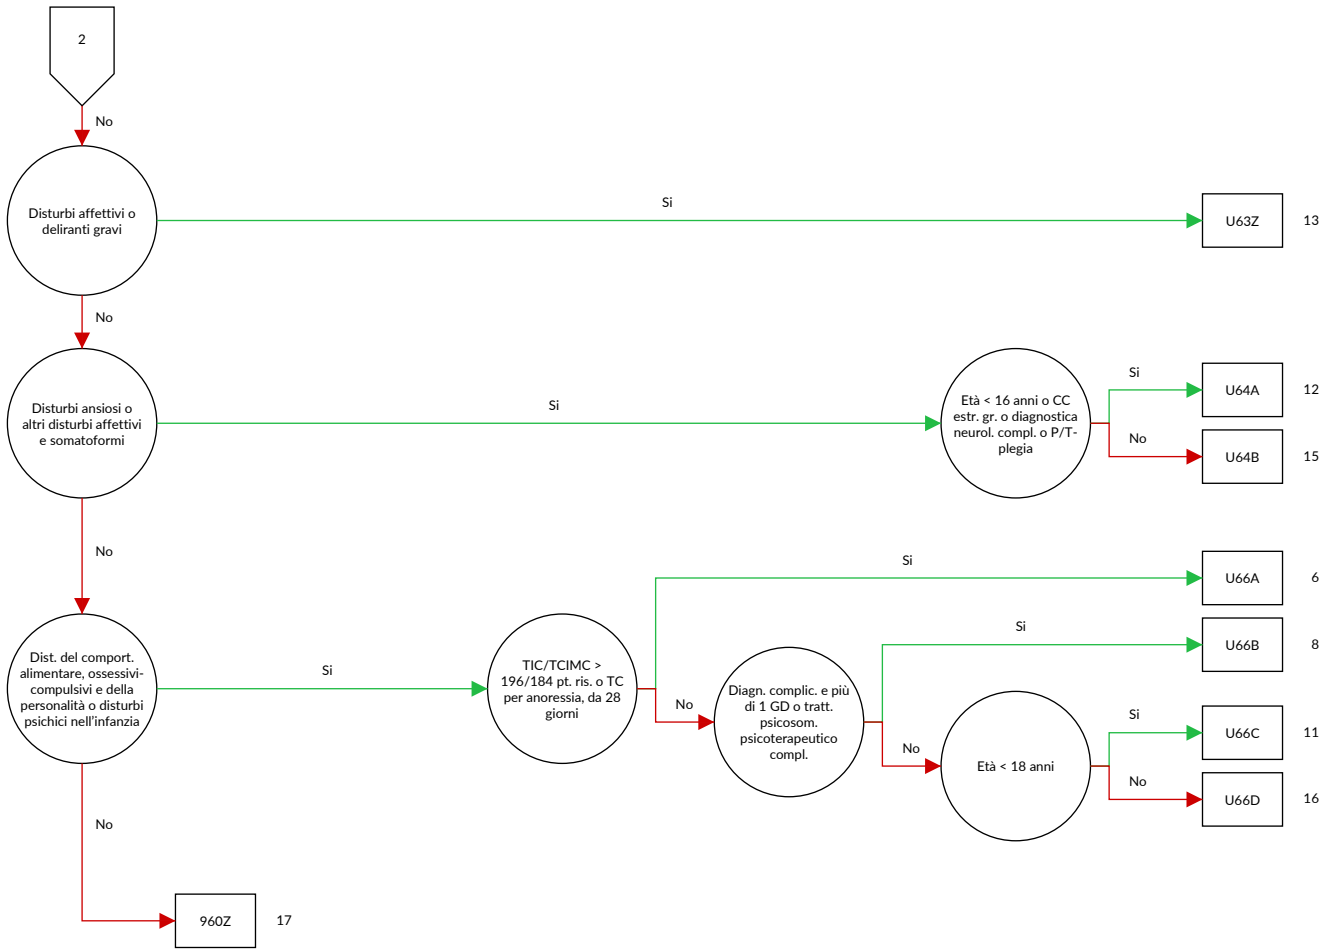 2
No
Disturbi affettivi o
deliranti gravi
Si
U63Z
13
No
Disturbi ansiosi o
altri disturbi affettivi
e somatoformi
Si
Età < 16 anni o CC
estr. gr. o diagnostica
neurol. compl. o P/T-
plegia
Si
U64A
12
No
U64B
15
No
Dist. del comport.
alimentare, ossessivi-
compulsivi e della
personalità o disturbi
psichici nell'infanzia
Si
TIC/TCIMC >
196/184 pt. ris. o TC
per anoressia, da 28
giorni
Si
U66A
6
No
Diagn. complic. e più
di 1 GD o tratt.
psicosom.
psicoterapeutico
compl.
Si
U66B
8
No
Età < 18 anni
Si
U66C
11
No
U66D
16
No
960Z
17